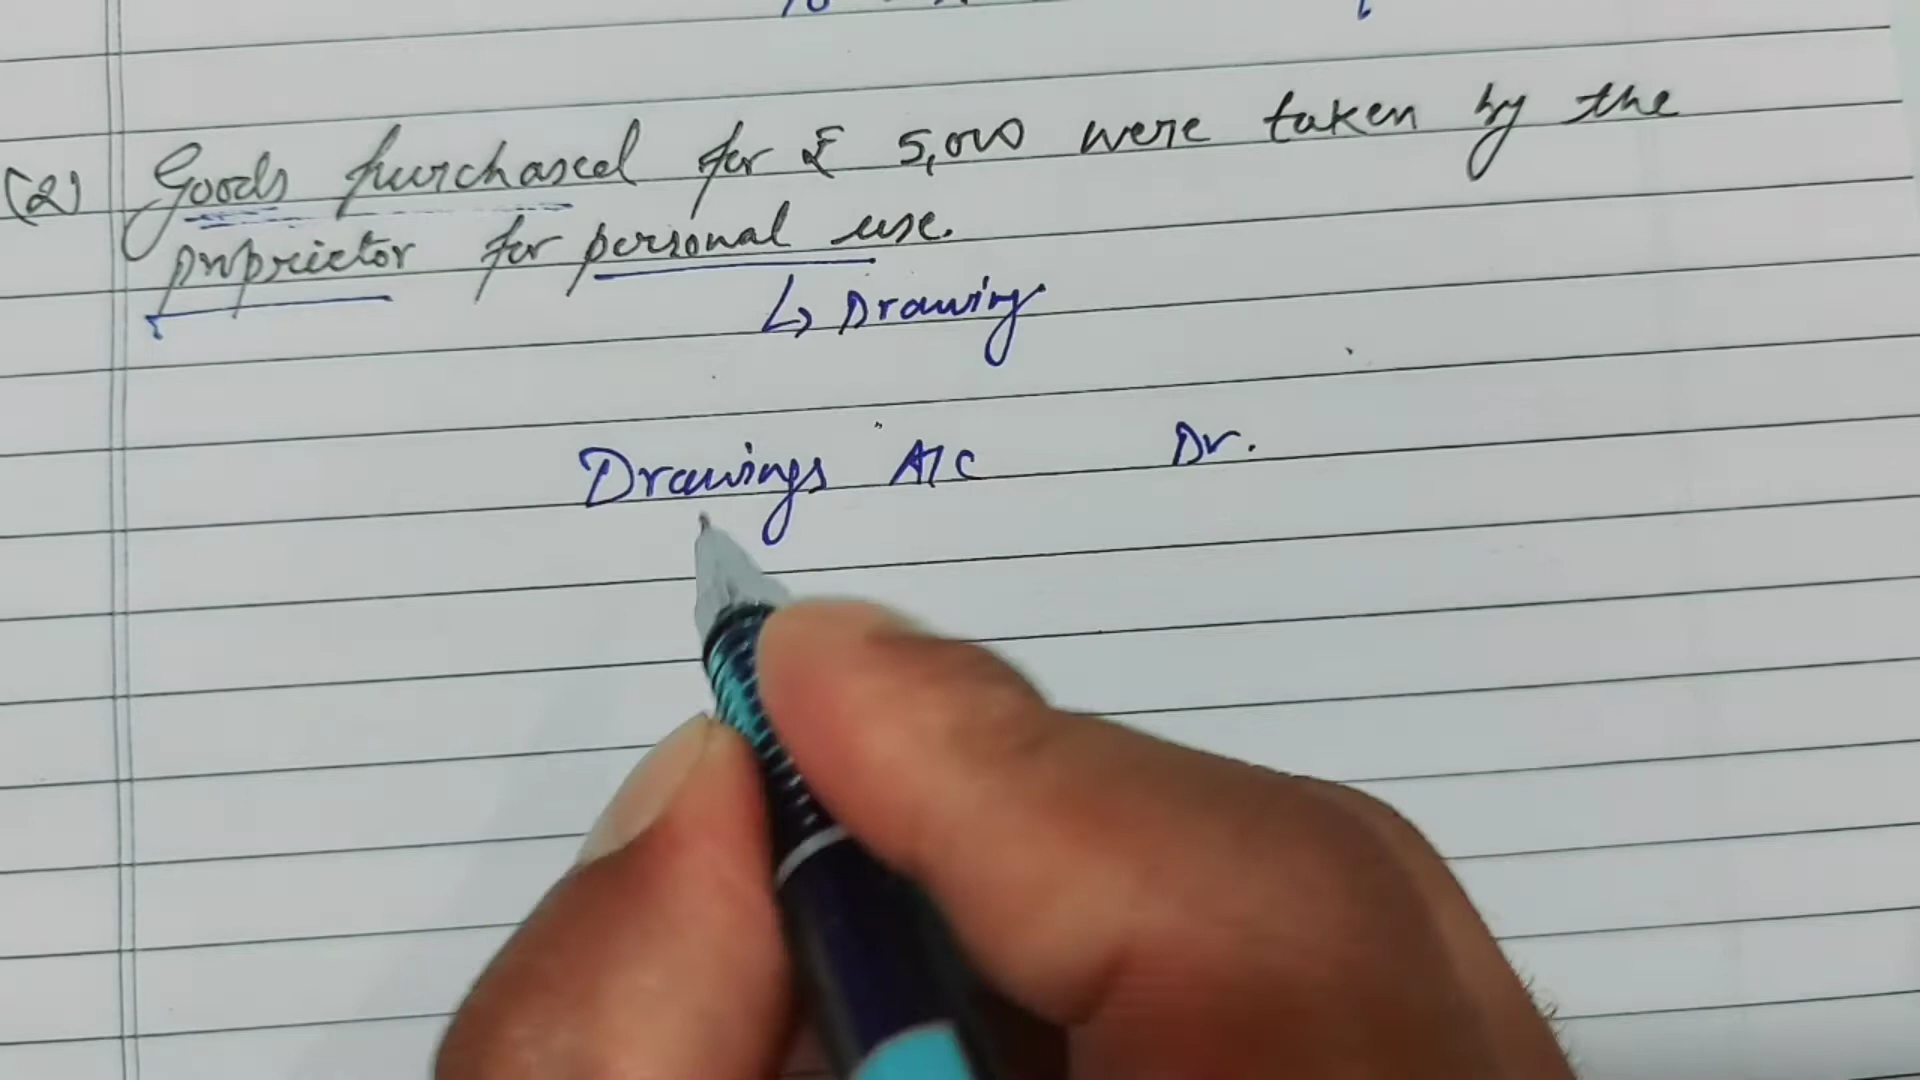 (2) Goods purchased for ₹ 5,000 were taken by the
proprietor for personal use.
↳ Drawing
Drawings A/c Dr.